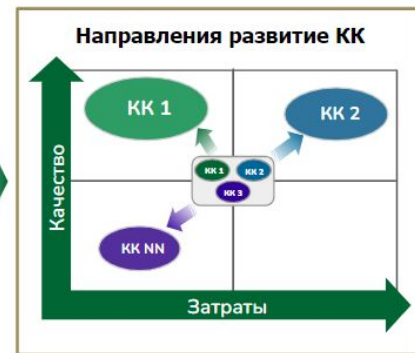 Направления развитие КК
КК 1
КК 2
КК 1
КК 2
КК 3
КК NN
Качество
Затраты